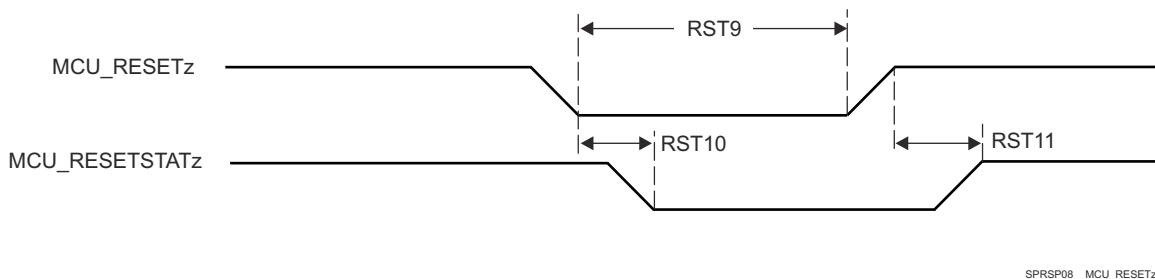 RST9
MCU_RESETz
RST10
RST11
MCU_RESETSTATz
SPRSP08_MCU_RESETz